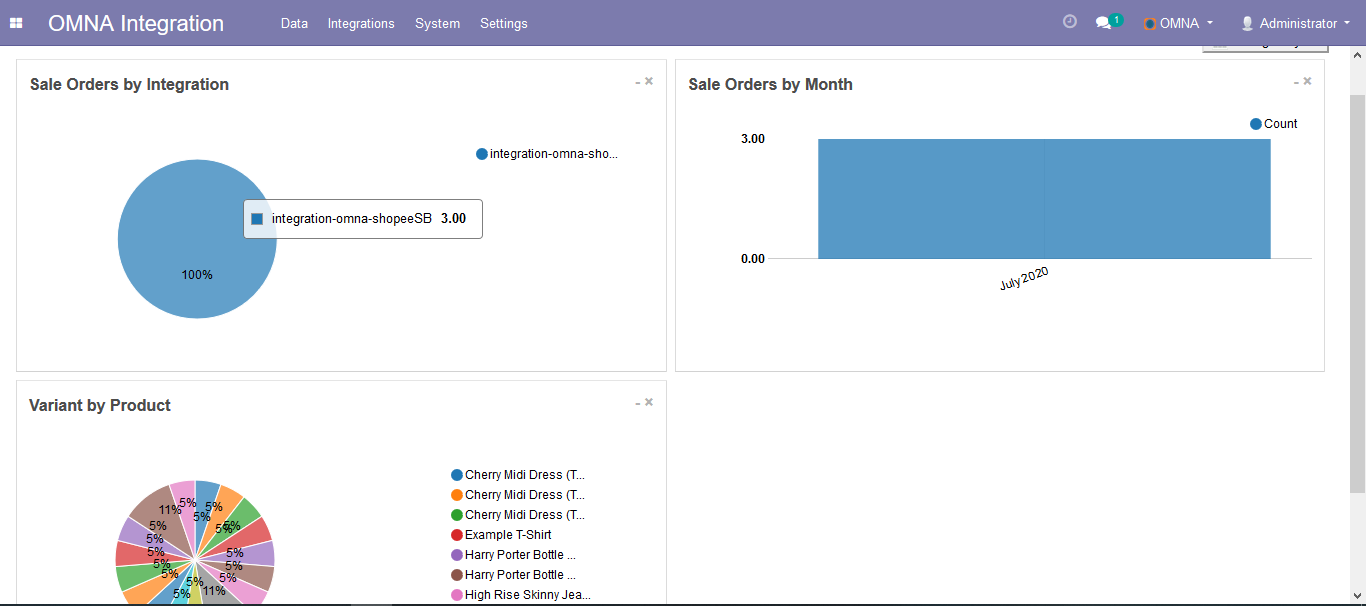 OMNA Integration Data Integrations System Settings 1 OMNA Administrator
Sale Orders by Integration
integration-omna-sho...
integration-omna-shopeeSB 3.00
100%
Sale Orders by Month
Count
3.00
0.00
July 2020
Variant by Product
Cherry Midi Dress (T...
Cherry Midi Dress (T...
Cherry Midi Dress (T...
Example T-Shirt
Harry Porter Bottle ...
Harry Porter Bottle ...
High Rise Skinny Jea...
5%
5%
5%
11%
5%
5%
5%
5%
5%
5%
5%
5%
5%
5%
5%
5%
11%
5%